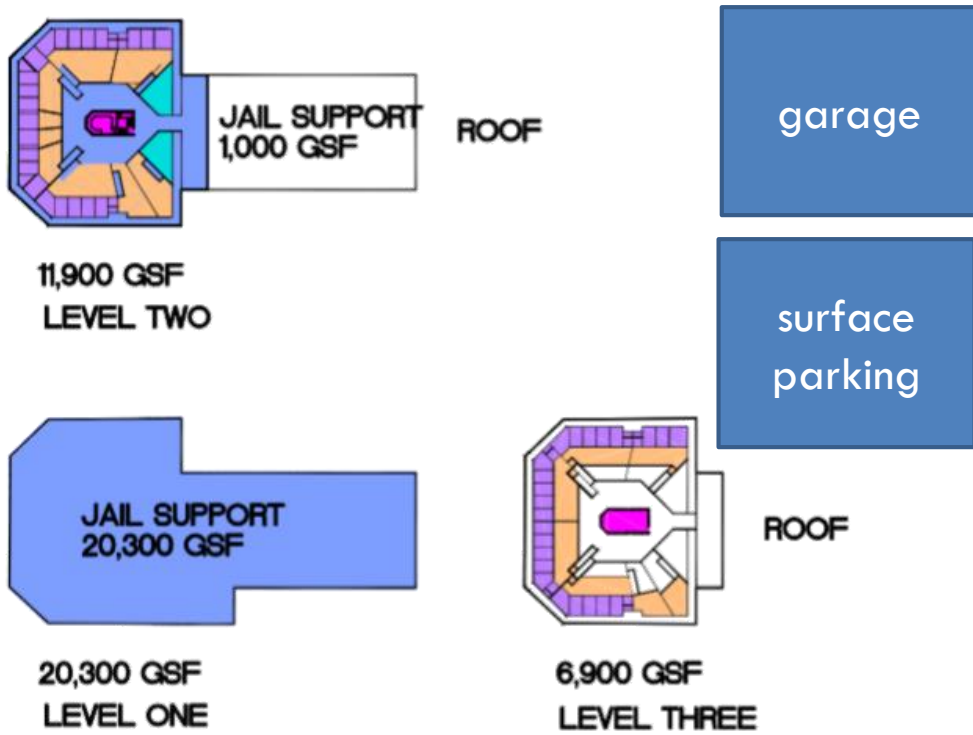 JAIL SUPPORT
1,000 GSF
ROOF
garage
11,900 GSF
LEVEL TWO
surface
parking
JAIL SUPPORT
20,300 GSF
ROOF
20,300 GSF
LEVEL ONE
6,900 GSF
LEVEL THREE